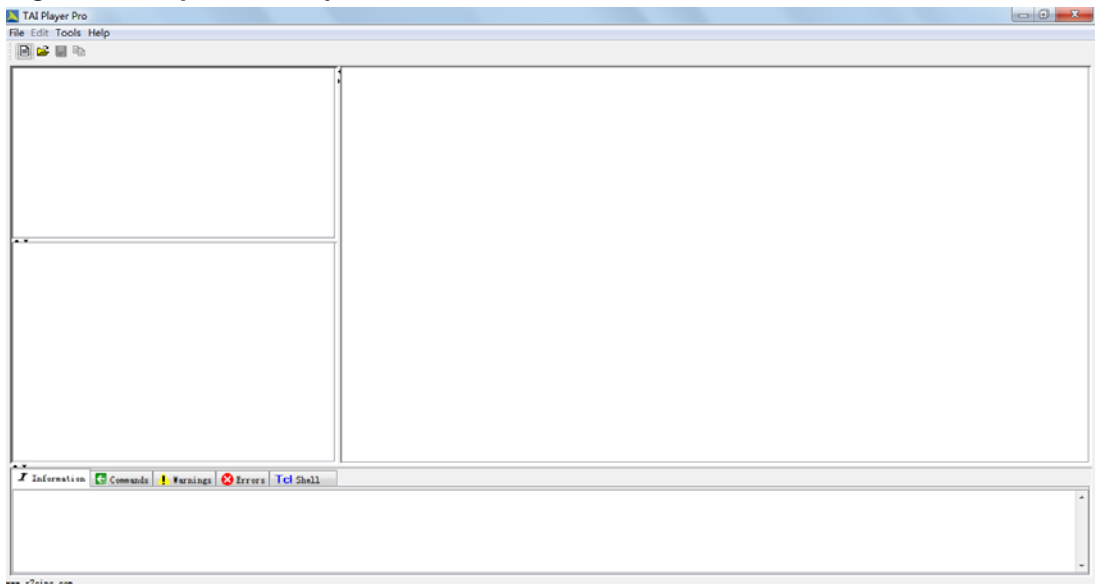 TAI Player Pro
File Edit Tools Help
I Information Commands ! Warnings Errors Tcl Shell